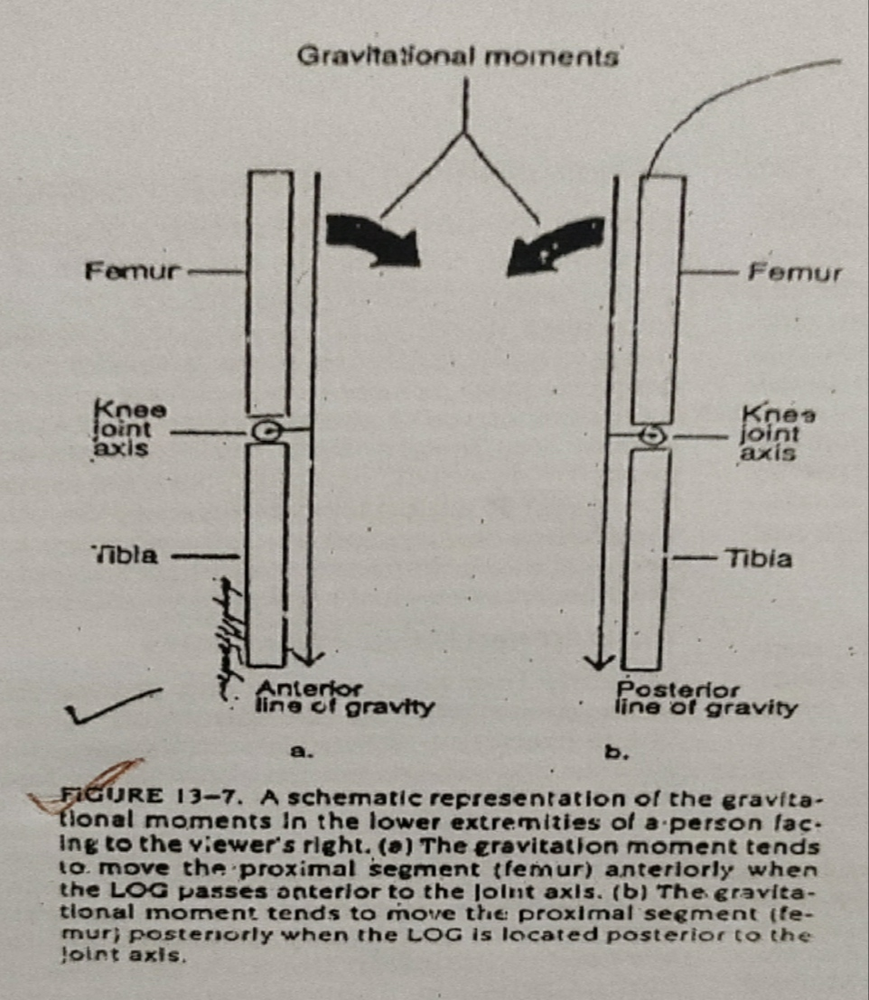 Gravitational moments
Femur
Femur
Knee
joint
axis
Knee
joint
axis
Tibia
Tibia
Anterior
line of gravity
Posterior
line of gravity
a.
b.
FIGURE 13-7. A schematic representation of the gravita-
tional moments in the lower extremities of a person fac-
ing to the viewer's right. (a) The gravitation moment tends
to move the proximal segment (femur) anteriorly when
the LOG passes anterior to the joint axis. (b) The gravita-
tional moment tends to move the proximal segment (fe-
mur) posteriorly when the LOG is located posterior to the
joint axis.